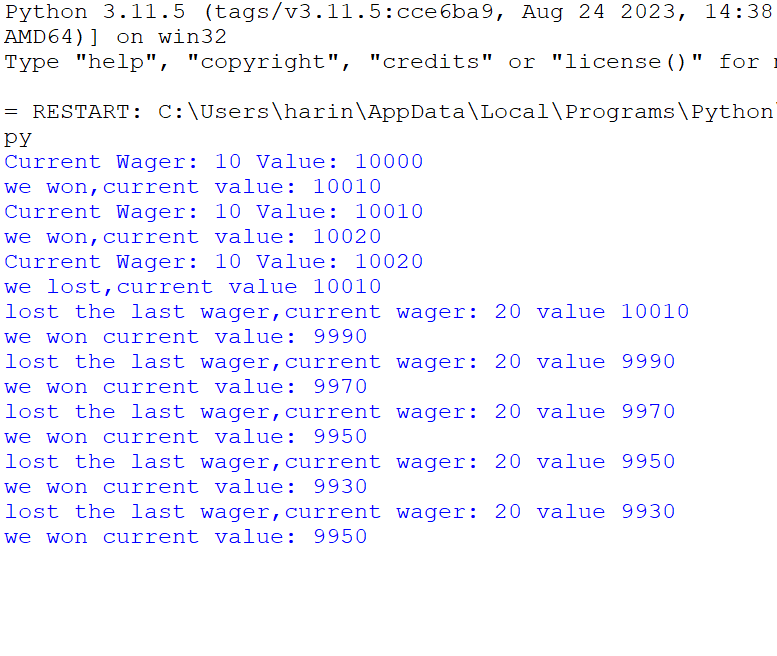 Python 3.11.5 (tags/v3.11.5:cce6ba9, Aug 24 2023, 14:38
AMD64)] on win32
Type "help", "copyright", "credits" or "license()" for
= RESTART: C:\Users\harin\AppData\Local\Programs\Python
py
Current Wager: 10 Value: 10000
we won,current value: 10010
Current Wager: 10 Value: 10010
we won,current value: 10020
Current Wager: 10 Value: 10020
we lost,current value 10010
lost the last wager,current wager: 20 value 10010
we won current value: 9990
lost the last wager,current wager: 20 value 9990
we won current value: 9970
lost the last wager,current wager: 20 value 9970
we won current value: 9950
lost the last wager,current wager: 20 value 9950
we won current value: 9930
lost the last wager,current wager: 20 value 9930
we won current value: 9950